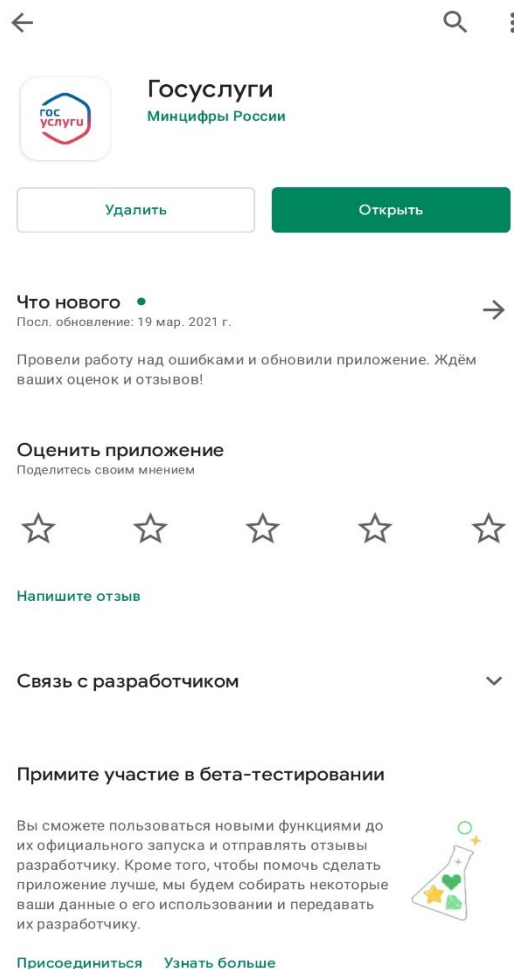 Госуслуги
Минцифры России
гос
услуги
Удалить
Открыть
Что нового
Посл. обновление: 19 мар. 2021 г.
Провели работу над ошибками и обновили приложение. Ждём
ваших оценок и отзывов!
Оценить приложение
Поделитесь своим мнением
Напишите отзыв
Связь с разработчиком
Примите участие в бета-тестировании
Вы сможете пользоваться новыми функциями до
их официального запуска и отправлять отзывы
разработчику. Кроме того, чтобы помочь сделать
приложение лучше, мы будем собирать некоторые
ваши данные о его использовании и передавать
их разработчику.
Присоединиться
Узнать больше